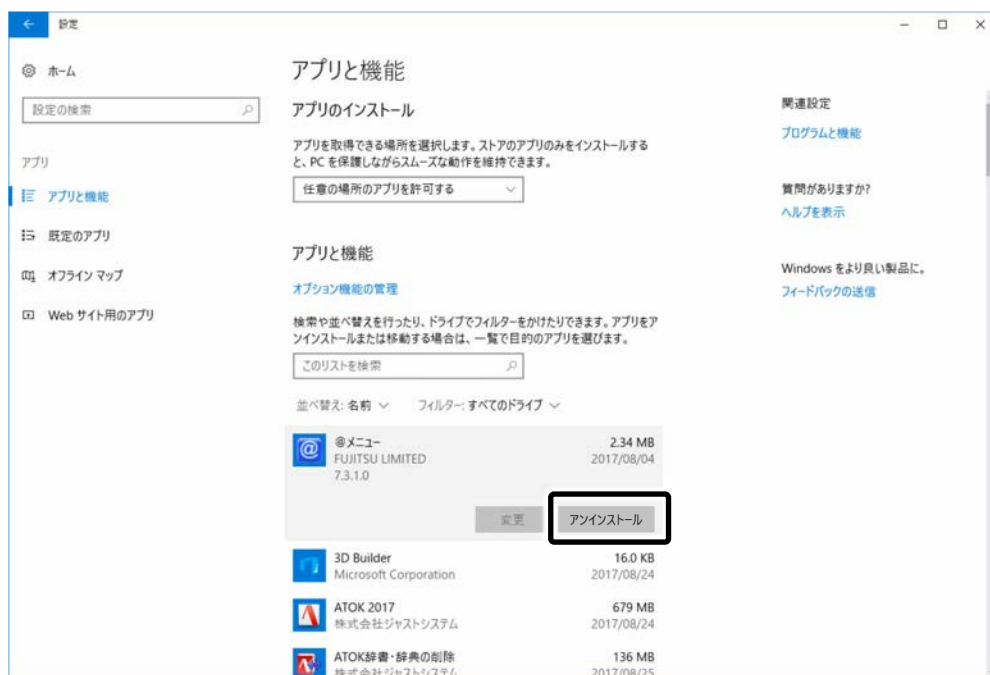 設定
ホーム
設定の検索
アプリ
アプリと機能
既定のアプリ
オフライン マップ
Web サイト用のアプリ
アプリと機能
アプリのインストール
アプリを取得できる場所を選択します。ストアのアプリのみをインストールする
と、PC を保護しながらスムーズな動作を維持できます。
任意の場所のアプリを許可する
アプリと機能
オプション機能の管理
検索や並べ替えを行ったり、ドライブでフィルターをかけたりできます。アプリをア
ンインストールまたは移動する場合は、一覧で目的のアプリを選びます。
このリストを検索
並べ替え: 名前 フィルター: すべてのドライブ
@メニュー 2.34 MB
FUJITSU LIMITED 2017/08/04
7.3.1.0
変更 アンインストール
3D Builder 16.0 KB
Microsoft Corporation 2017/08/24
ATOK 2017 679 MB
株式会社ジャストシステム 2017/08/24
ATOK辞書・辞典の削除 136 MB
株式会社ジャストシステム 2017/08/25
関連設定
プログラムと機能
質問がありますか?
ヘルプを表示
Windows をより良い製品に。
フィードバックの送信